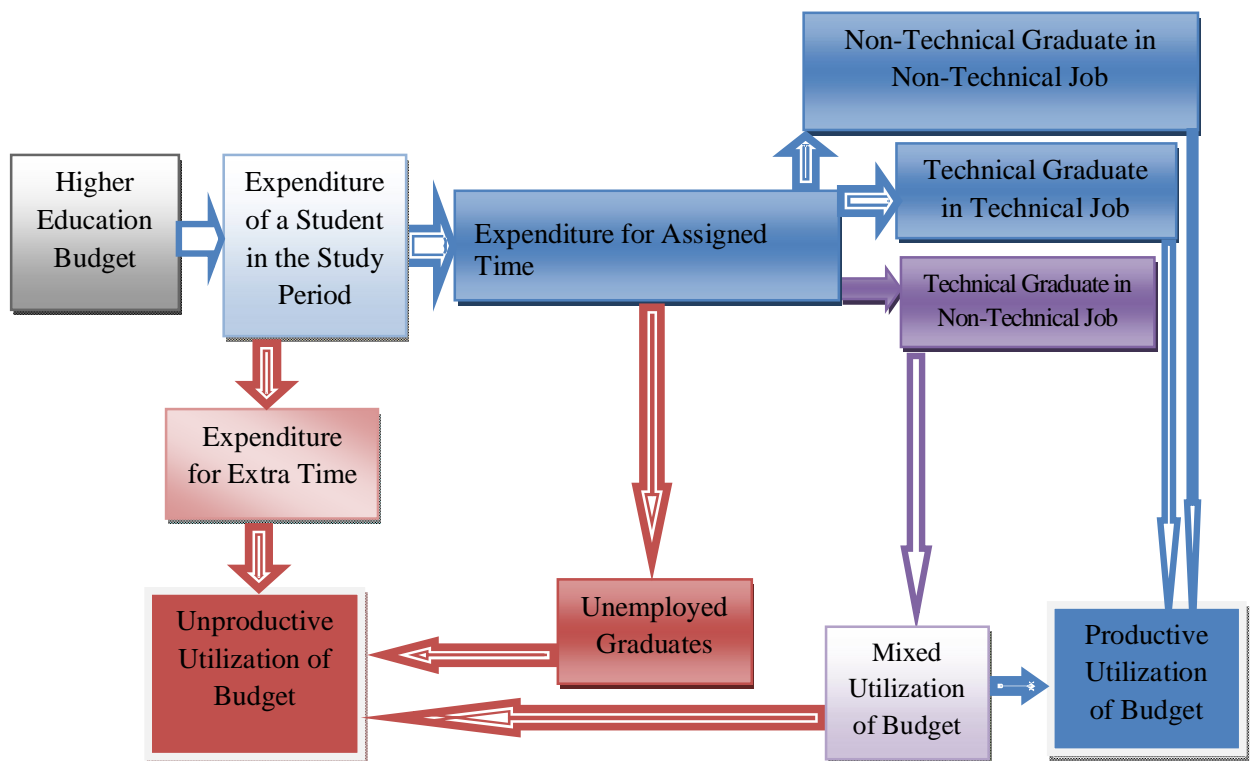 Non-Technical Graduate in
Non-Technical Job
Higher
Education
Budget
Expenditure
of a Student
in the Study
Period
Expenditure for Assigned
Time
Technical Graduate
in Technical Job
Technical Graduate in
Non-Technical Job
Expenditure
for Extra Time
Unproductive
Utilization of
Budget
Unemployed
Graduates
Mixed
Utilization
of Budget
Productive
Utilization
of Budget